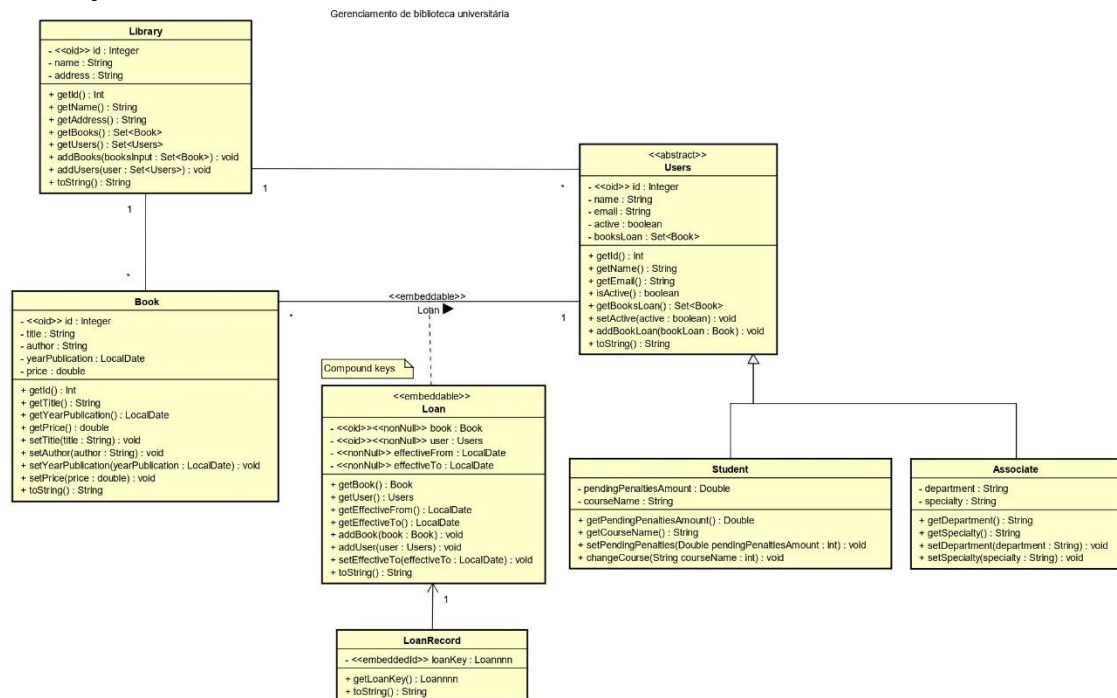 Gerenciamento de biblioteca universitária
Library
- <<oid>> id : Integer
- name : String
- address : String
+ getId() : Int
+ getName() : String
+ getAddress() : String
+ getBooks() : Set<Book>
+ getUsers() : Set<Users>
+ addBooks(booksInput : Set<Book>) : void
+ addUsers(user : Set<Users>) : void
+ toString() : String
1
*
1
*
<<abstract>>
Users
- <<oid>> id : Integer
- name : String
- email : String
- active : boolean
- booksLoan : Set<Book>
+ getId() : Int
+ getName() : String
+ getEmail() : String
+ isActive() : boolean
+ getBooksLoan() : Set<Book>
+ setActive(active : boolean) : void
+ addBookLoan(bookLoan : Book) : void
+ toString() : String
Book
- <<oid>> id : Integer
- title : String
- author : String
- yearPublication : LocalDate
- price : double
+ getId() : Int
+ getTitle() : String
+ getYearPublication() : LocalDate
+ getPrice() : double
+ setTitle(title : String) : void
+ setAuthor(author : String) : void
+ setYearPublication(yearPublication : LocalDate) : void
+ setPrice(price : double) : void
+ toString() : String
*
<<embeddable>>
Loan
1
Compound keys
<<embeddable>>
Loan
- <<oid>><<nonNull>> book : Book
- <<oid>><<nonNull>> user : Users
- <<nonNull>> effectiveFrom : LocalDate
- <<nonNull>> effectiveTo : LocalDate
+ getBook() : Book
+ getUser() : Users
+ getEffectiveFrom() : LocalDate
+ getEffectiveTo() : LocalDate
+ addBook(book : Book) : void
+ addUser(user : Users) : void
+ setEffectiveTo(effectiveTo : LocalDate) : void
+ toString() : String
Student
- pendingPenaltiesAmount : Double
- courseName : String
+ getPendingPenaltiesAmount() : Double
+ getCourseName() : String
+ setPendingPenalties(Double pendingPenaltiesAmount : int) : void
+ changeCourse(String courseName : int) : void
Associate
- department : String
- specialty : String
+ getDepartment() : String
+ getSpecialty() : String
+ setDepartment(department : String) : void
+ setSpecialty(specialty : String) : void
1
LoanRecord
- <<embeddedId>> loanKey : Loannnn
+ getLoanKey() : Loannnn
+ toString() : String